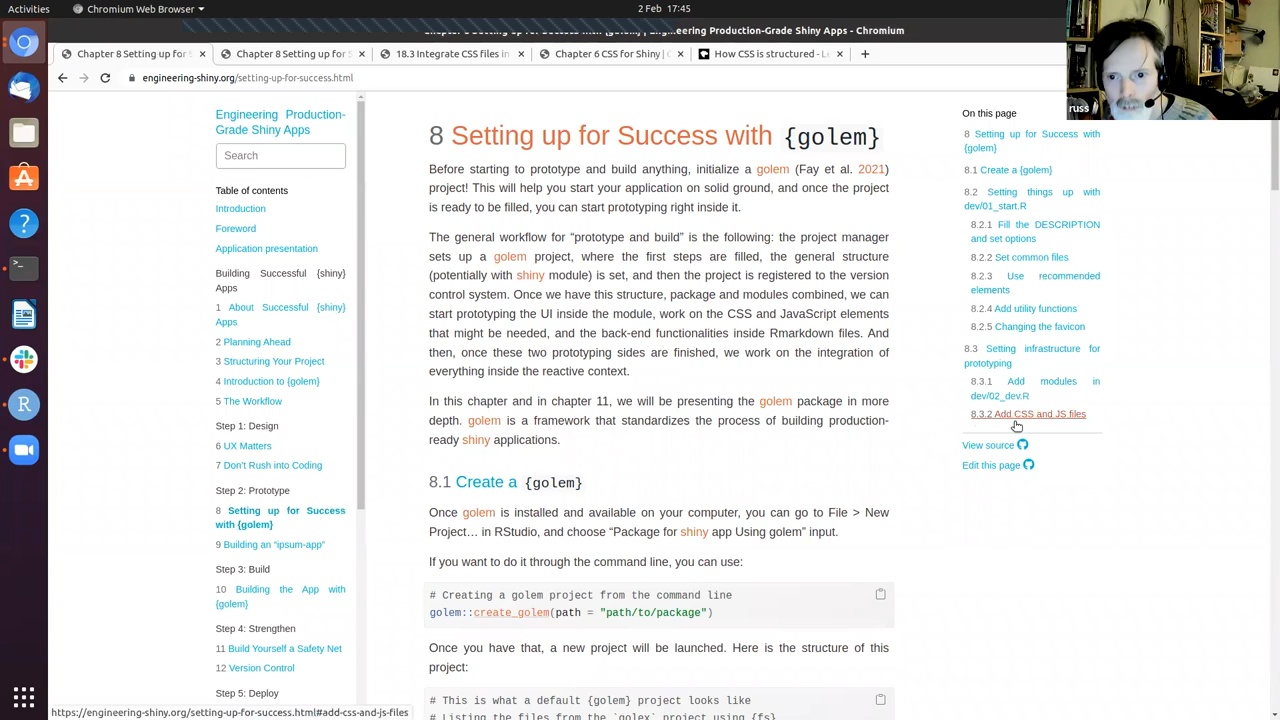 Activities
Chromium Web Browser
2 Feb 17:45
Engineering Production-Grade Shiny Apps - Chromium
Chapter 8 Setting up for
Chapter 8 Setting up for S
18.3 Integrate CSS files in
Chapter 6 CSS for Shiny |
How CSS is structured - L
engineering-shiny.org/setting-up-for-success.html
russ
Engineering Production-
Grade Shiny Apps
Search
Table of contents
Introduction
Foreword
Application presentation
Building Successful {shiny}
Apps
1 About Successful {shiny}
Apps
2 Planning Ahead
3 Structuring Your Project
4 Introduction to {golem}
5 The Workflow
Step 1: Design
6 UX Matters
7 Don't Rush into Coding
Step 2: Prototype
8 Setting up for Success
with {golem}
9 Building an “ipsum-app”
Step 3: Build
10 Building the App with
{golem}
Step 4: Strengthen
11 Build Yourself a Safety Net
12 Version Control
Step 5: Deploy
8 Setting up for Success with {golem}
Before starting to prototype and build anything, initialize a golem (Fay et al. 2021)
project! This will help you start your application on solid ground, and once the project
is ready to be filled, you can start prototyping right inside it.
The general workflow for “prototype and build” is the following: the project manager
sets up a golem project, where the first steps are filled, the general structure
(potentially with shiny module) is set, and then the project is registered to the version
control system. Once we have this structure, package and modules combined, we can
start prototyping the UI inside the module, work on the CSS and JavaScript elements
that might be needed, and the back-end functionalities inside Rmarkdown files. And
then, once these two prototyping sides are finished, we work on the integration of
everything inside the reactive context.
In this chapter and in chapter 11, we will be presenting the golem package in more
depth. golem is a framework that standardizes the process of building production-
ready shiny applications.
8.1 Create a {golem}
Once golem is installed and available on your computer, you can go to File > New
Project… in RStudio, and choose “Package for shiny app Using golem” input.
If you want to do it through the command line, you can use:
# Creating a golem project from the command line
golem::create_golem(path = "path/to/package")
Once you have that, a new project will be launched. Here is the structure of this
project:
# This is what a default {golem} project looks like
# Listing the files from the `golex` project using {fs}
On this page
8 Setting up for Success with
{golem}
8.1 Create a {golem}
8.2 Setting things up with
dev/01_start.R
8.2.1 Fill the DESCRIPTION
and set options
8.2.2 Set common files
8.2.3 Use recommended
elements
8.2.4 Add utility functions
8.2.5 Changing the favicon
8.3 Setting infrastructure for
prototyping
8.3.1 Add modules in
dev/02_dev.R
8.3.2 Add CSS and JS files
View source
Edit this page
https://engineering-shiny.org/setting-up-for-success.html#add-css-and-js-files